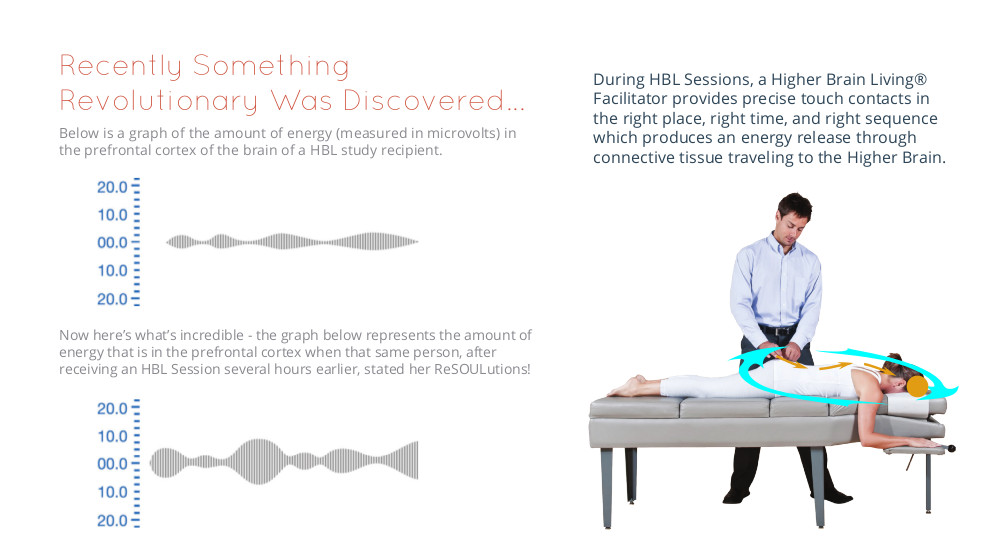 Recently Something
Revolutionary Was Discovered...
Below is a graph of the amount of energy (measured in microvolts) in
the prefrontal cortex of the brain of a HBL study recipient.
20.0
10.0
00.0
10.0
20.0
Now here's what's incredible - the graph below represents the amount of
energy that is in the prefrontal cortex when that same person, after
receiving an HBL Session several hours earlier, stated her ReSOULutions!
20.0
10.0
00.0
10.0
20.0
During HBL Sessions, a Higher Brain Living®
Facilitator provides precise touch contacts in
the right place, right time, and right sequence
which produces an energy release through
connective tissue traveling to the Higher Brain.